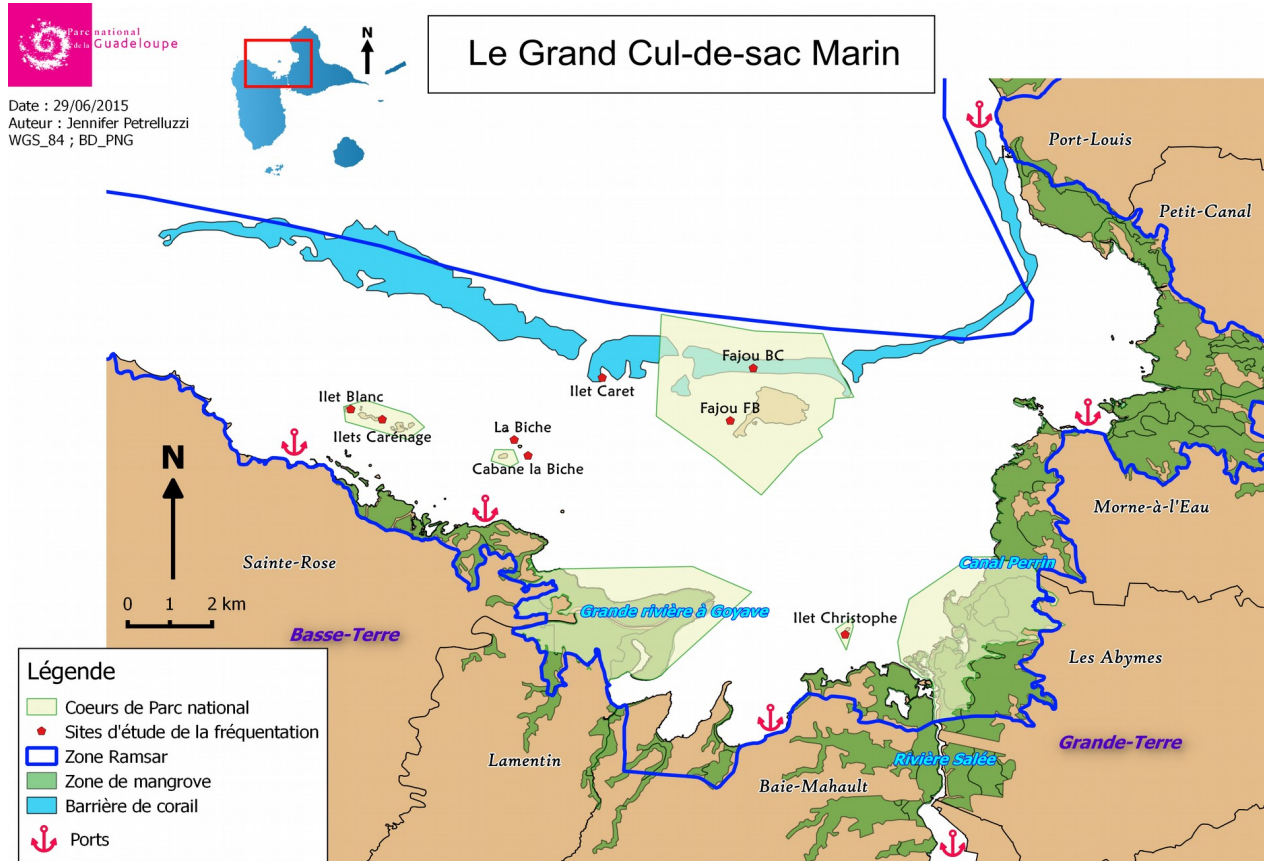 Parc national
de la Guadeloupe
Date : 29/06/2015
Auteur : Jennifer Petrelluzzi
WGS_84 ; BD_PNG
N
Le Grand Cul-de-sac Marin
Port-Louis
Petit-Canal
Fajou BC
Ilet Caret
Ilet Blanc
Fajou FB
Ilets Carénage
La Biche
Cabane la Biche
N
Morne-à-l'Eau
Sainte-Rose
Canal Perrin
0 1 2 km
Grande rivière à Goyave
Ilet Christophe
Basse-Terre
Les Abymes
Légende
Coeurs de Parc national
Sites d'étude de la fréquentation
Zone Ramsar
Zone de mangrove
Barrière de corail
Ports
Grande-Terre
Lamentin
Rivière Salée
Baie-Mahault